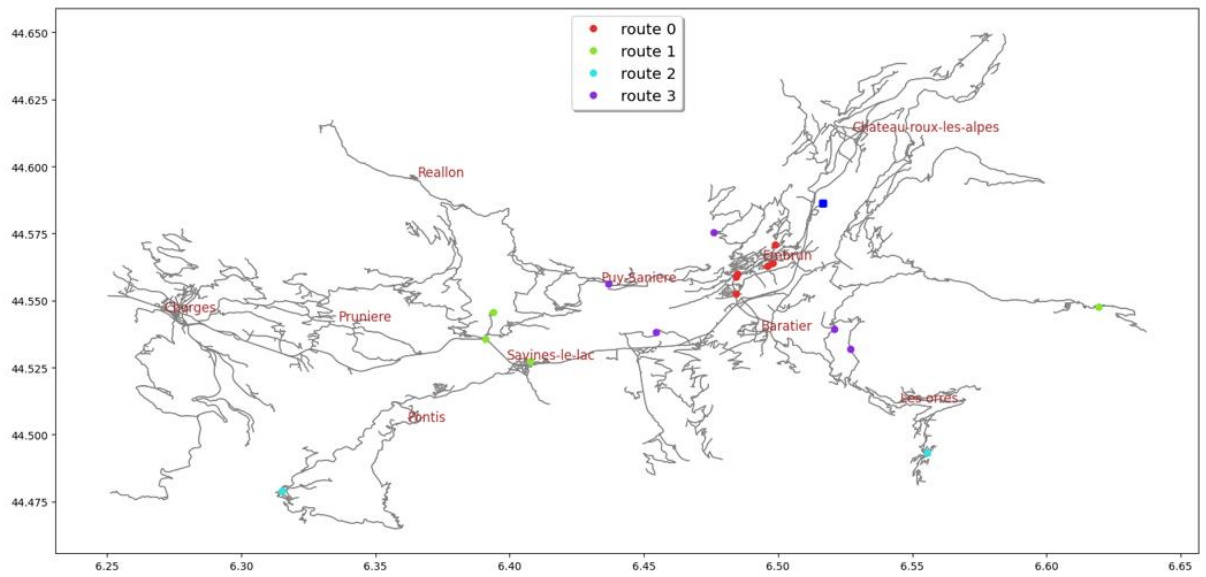 44.650
44.625
44.600
44.575
44.550
44.525
44.500
44.475
route 0
route 1
route 2
route 3
Chateau-roux-les-alpes
Reallon
Embrun
Puy-Saniere
Chorges
Pruniere
Baratier
Savines-le-lac
Les orres
Pontis
6.25
6.30
6.35
6.40
6.45
6.50
6.55
6.60
6.65